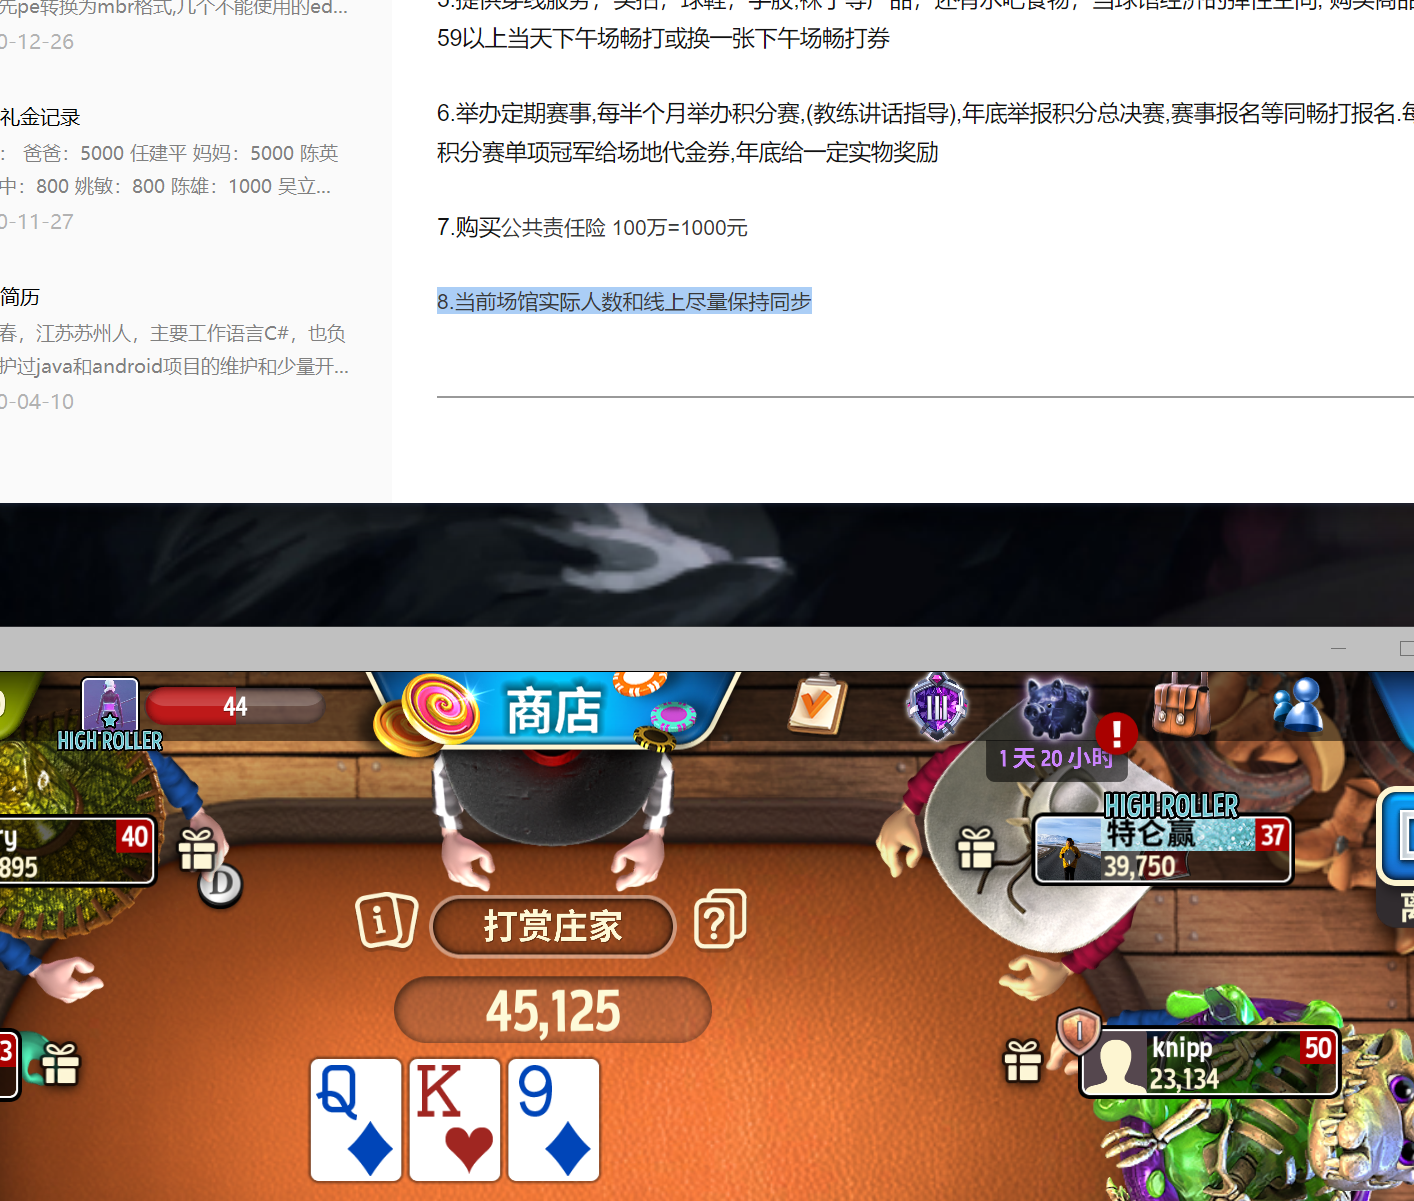 先pe转换为mbr格式,几个不能使用的ed...
0-12-26
礼金记录
： 爸爸：5000 任建平 妈妈：5000 陈英
中：800 姚敏：800 陈雄：1000 吴立...
0-11-27
简历
春，江苏苏州人，主要工作语言C#，也负
护过java和android项目的维护和少量开...
0-04-10
59以上当天下午场畅打或换一张下午场畅打券
6.举办定期赛事,每半个月举办积分赛,(教练讲话指导),年底举报积分总决赛,赛事报名等同畅打报名.每
积分赛单项冠军给场地代金券,年底给一定实物奖励
7.购买公共责任险 100万=1000元
8.当前场馆实际人数和线上尽量保持同步
HIGH ROLLER
44
商店
III
!
1 天 20 小时
ry
40
895
D
HIGH ROLLER
特仑赢
37
39,750
离
i
打赏庄家
?
45,125
3
I
knipp
50
23,134
Q
K
9